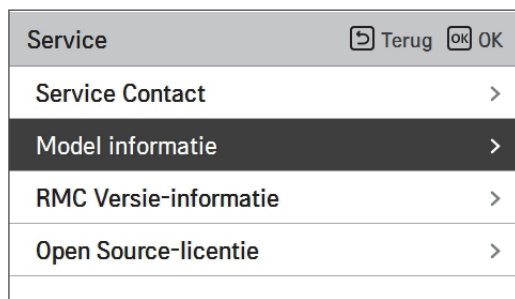 Service Terug OK OK
Service Contact
Model informatie
RMC Versie-informatie
Open Source-licentie